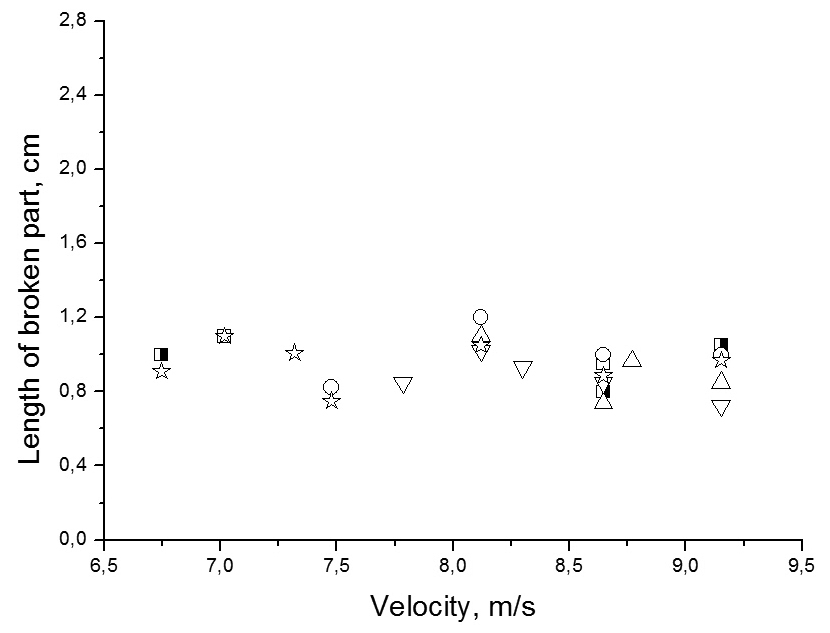 2,8
2,4
2,0
1,6
1,2
0,8
0,4
0,0
Length of broken part, cm
6,5 7,0 7,5 8,0 8,5 9,0 9,5
Velocity, m/s